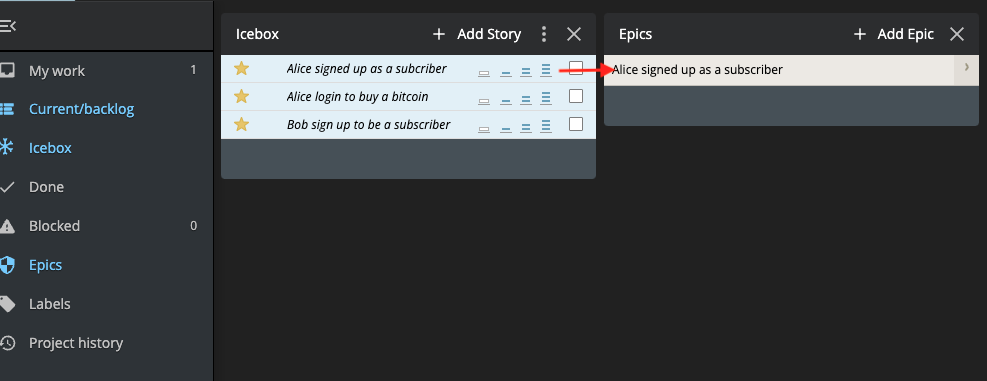 My work 1
Current/backlog
Icebox
Done
Blocked 0
Epics
Labels
Project history
Icebox + Add Story
Alice signed up as a subcriber
Alice login to buy a bitcoin
Bob sign up to be a subscriber
Epics + Add Epic
Alice signed up as a subscriber